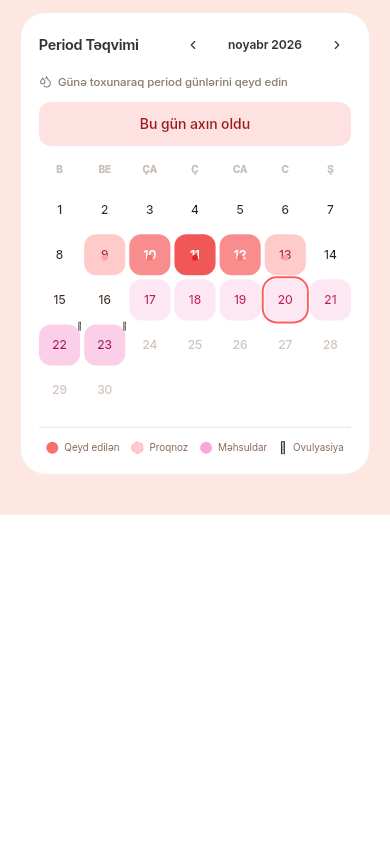 Period Təqvimi
noyabr 2026
Günə toxunaraq period günlərini qeyd edin
Bu gün axın oldu
B BE ÇA Ç CA C Ş
1 2 3 4 5 6 7
8 9 10 11 12 13 14
15 16 17 18 19 20 21
22 23 24 25 26 27 28
29 30
Qeyd edilən Proqnoz Məhsuldar Ovulyasiya